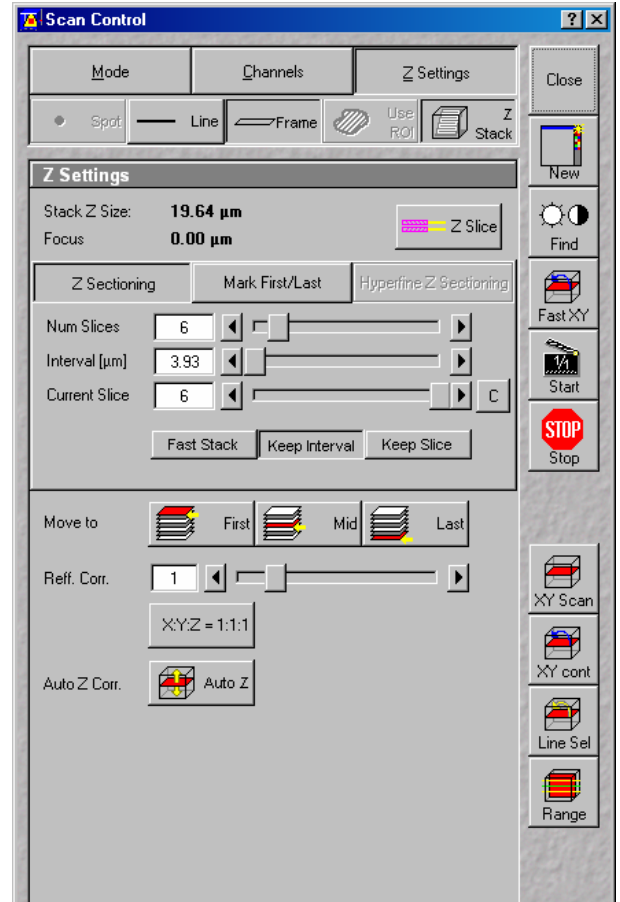 Scan Control
Mode Channels Z Settings
Close
Spot Line Frame Use ROI Z Stack
New
Z Settings
Stack Z Size: 19.64 µm
Focus 0.00 µm
Z Slice
Find
Z Sectioning Mark First/Last Hyperfine Z Sectioning
Fast XY
Num Slices 6
Interval [µm] 3.93
Current Slice 6 C
1/1
Start
Fast Stack Keep Interval Keep Slice
STOP
Stop
Move to First Mid Last
Reff. Corr. 1
XY Scan
X:Y:Z = 1:1:1
XY cont
Auto Z Corr. Auto Z
Line Sel
Range